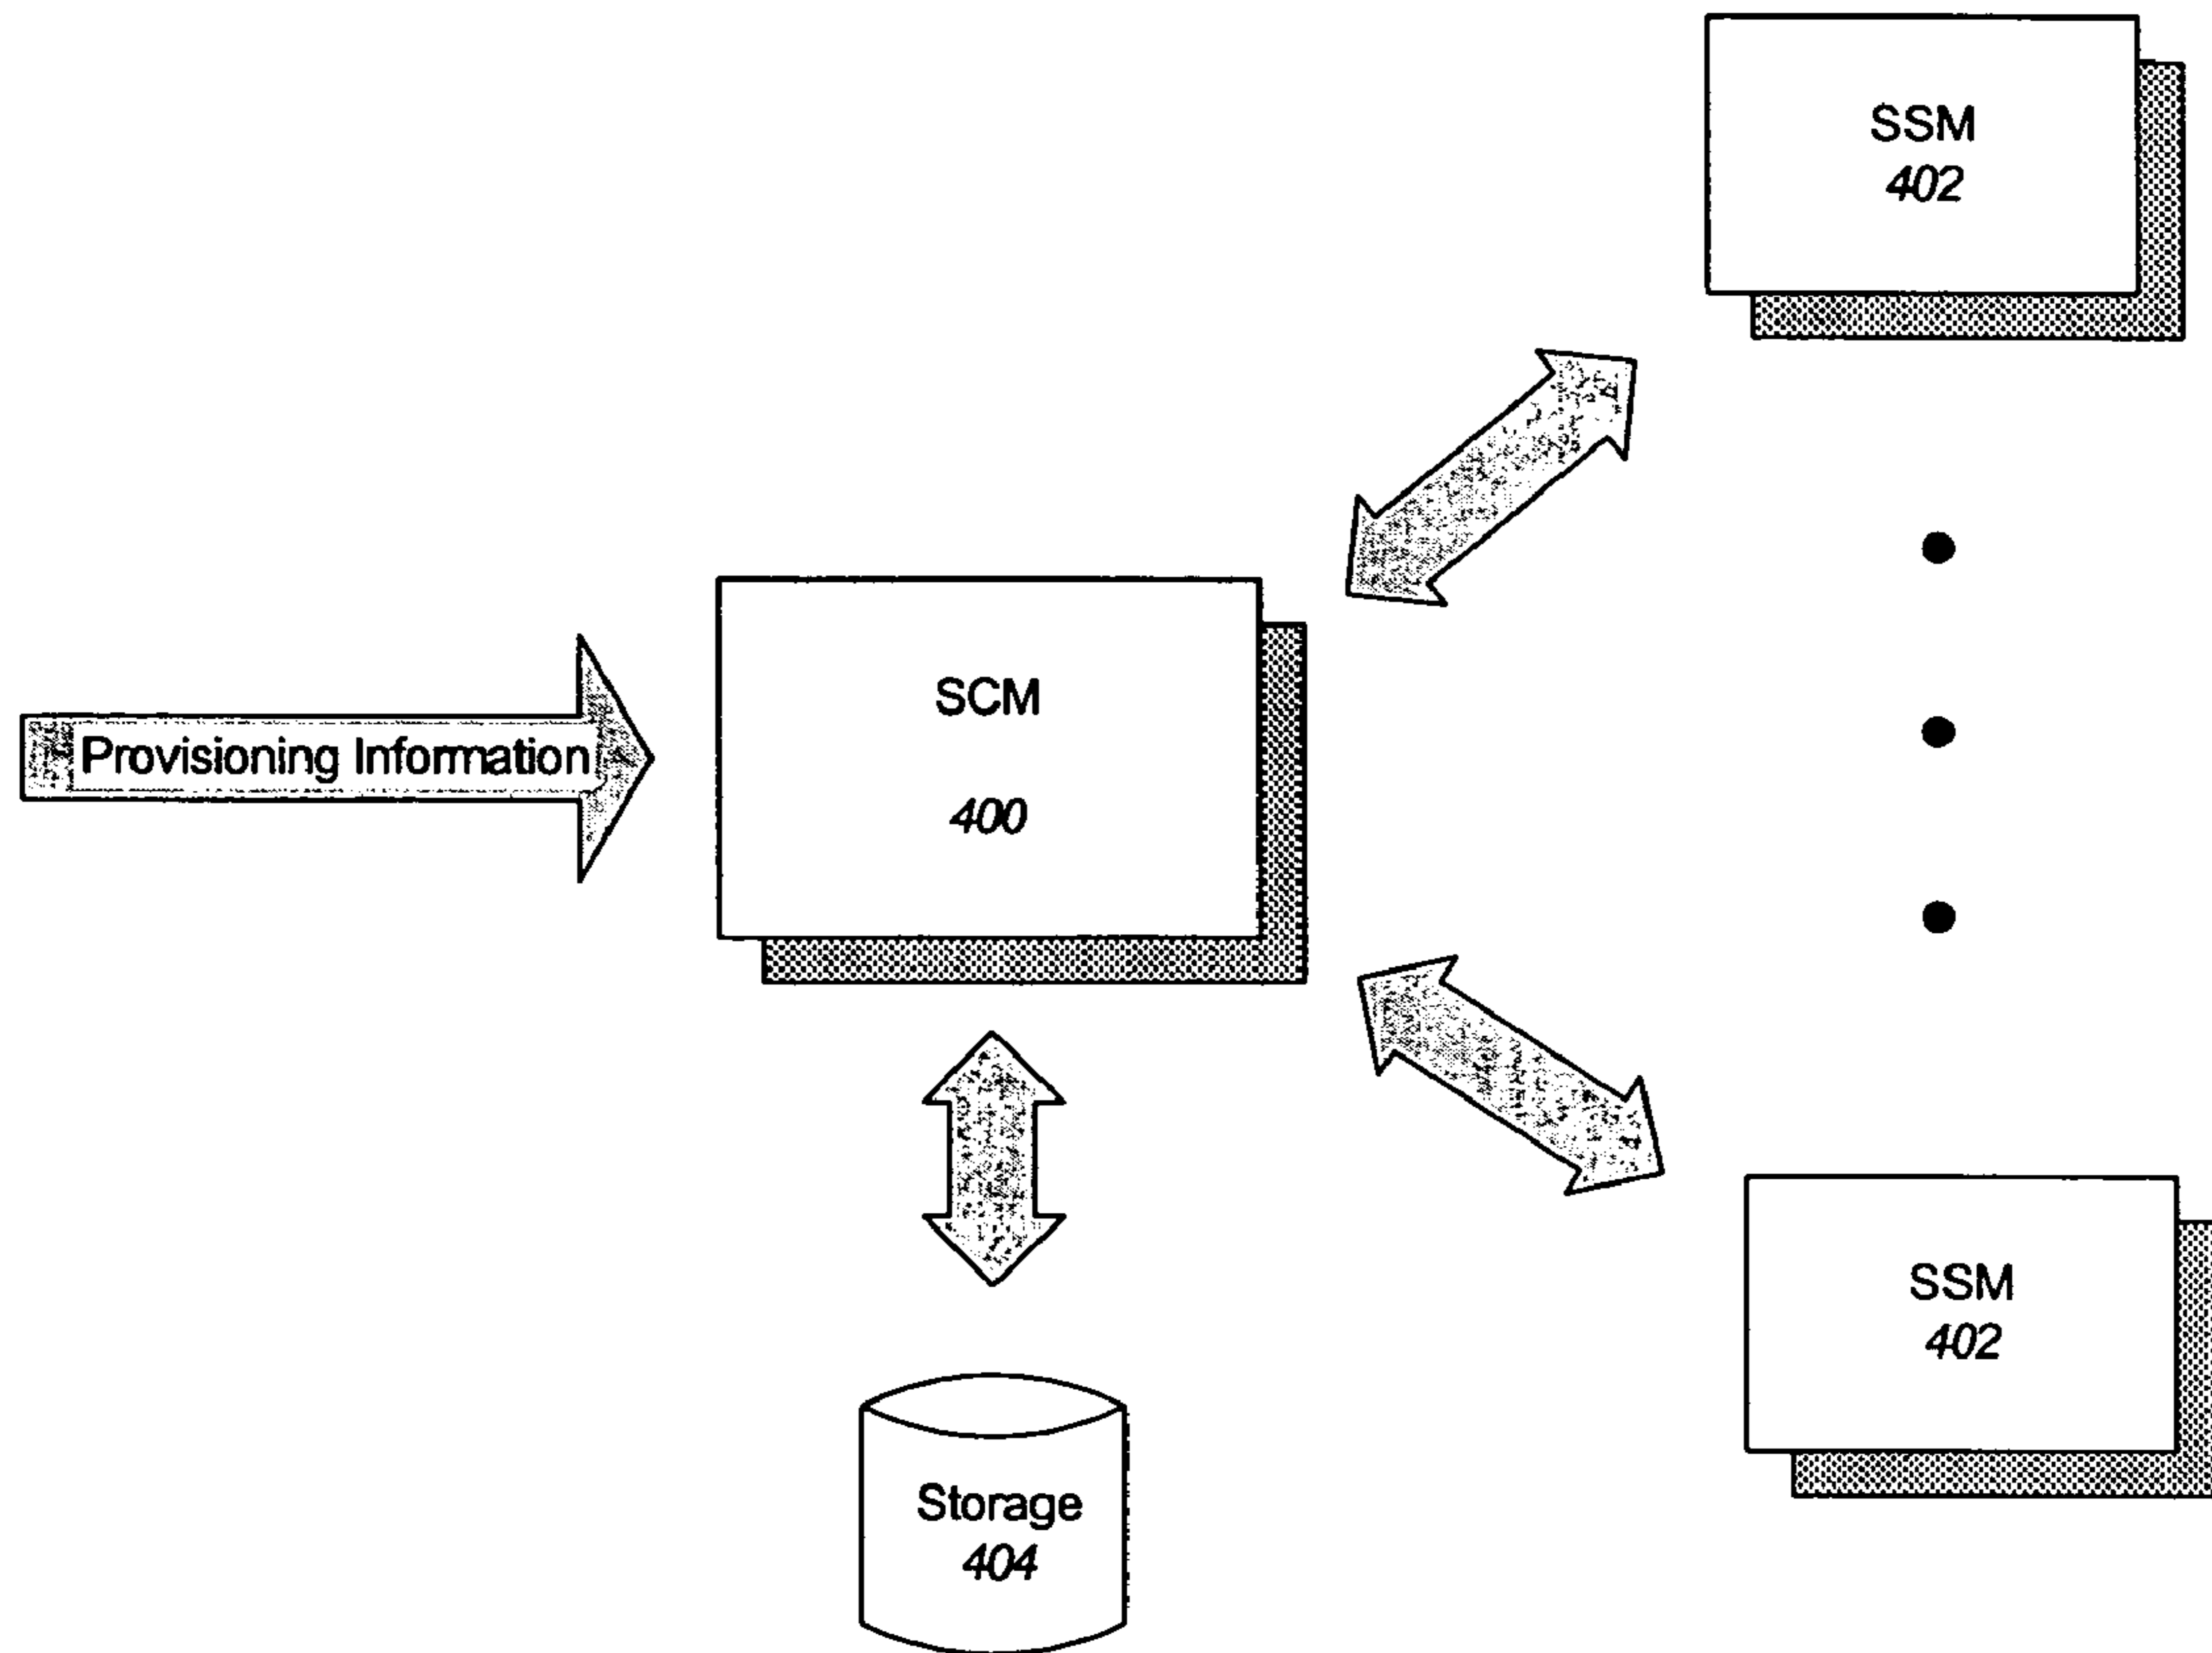 SSM
402
Provisioning Information
SCM
400
SSM
402
Storage
404